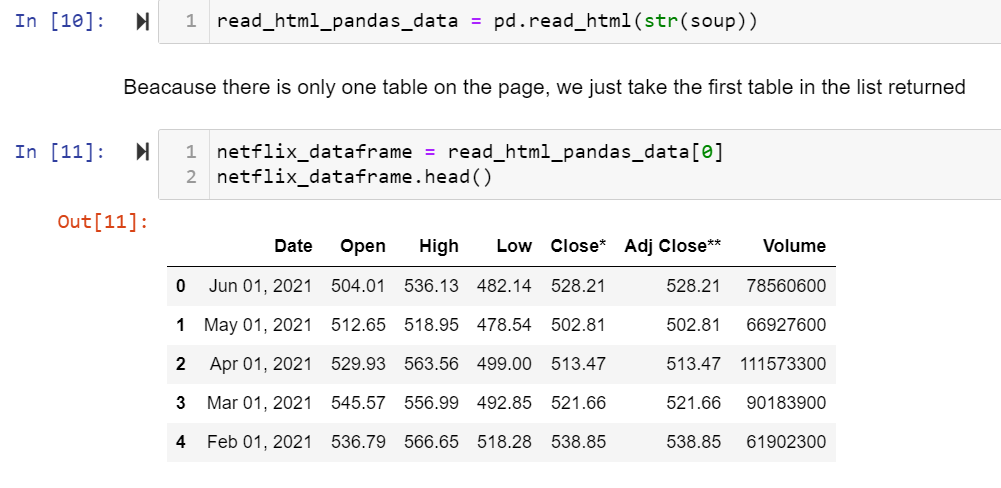 In [10]: 1 read_html_pandas_data = pd.read_html(str(soup))
Beacause there is only one table on the page, we just take the first table in the list returned
In [11]: 1 netflix_dataframe = read_html_pandas_data[0]
2 netflix_dataframe.head()
Out[11]:
Date Open High Low Close* Adj Close** Volume
0 Jun 01, 2021 504.01 536.13 482.14 528.21 528.21 78560600
1 May 01, 2021 512.65 518.95 478.54 502.81 502.81 66927600
2 Apr 01, 2021 529.93 563.56 499.00 513.47 513.47 111573300
3 Mar 01, 2021 545.57 556.99 492.85 521.66 521.66 90183900
4 Feb 01, 2021 536.79 566.65 518.28 538.85 538.85 61902300